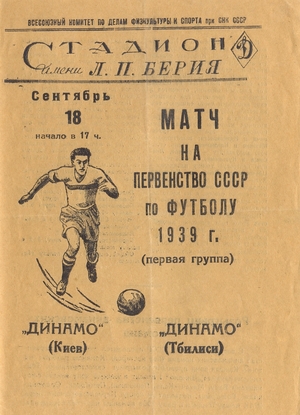 ВСЕСОЮЗНЫЙ КОМИТЕТ ПО ДЕЛАМ ФИЗКУЛЬТУРЫ И СПОРТА при СНК СССР
СТАДИОН
имени Л. П. БЕРИЯ
Д
Сентябрь
18
начало в 17 ч.
МАТЧ
НА
ПЕРВЕНСТВО СССР
ПО ФУТБОЛУ
1939 г.
(первая группа)
„ДИНАМО"
(Киев)
„ДИНАМО"
(Тбилиси)